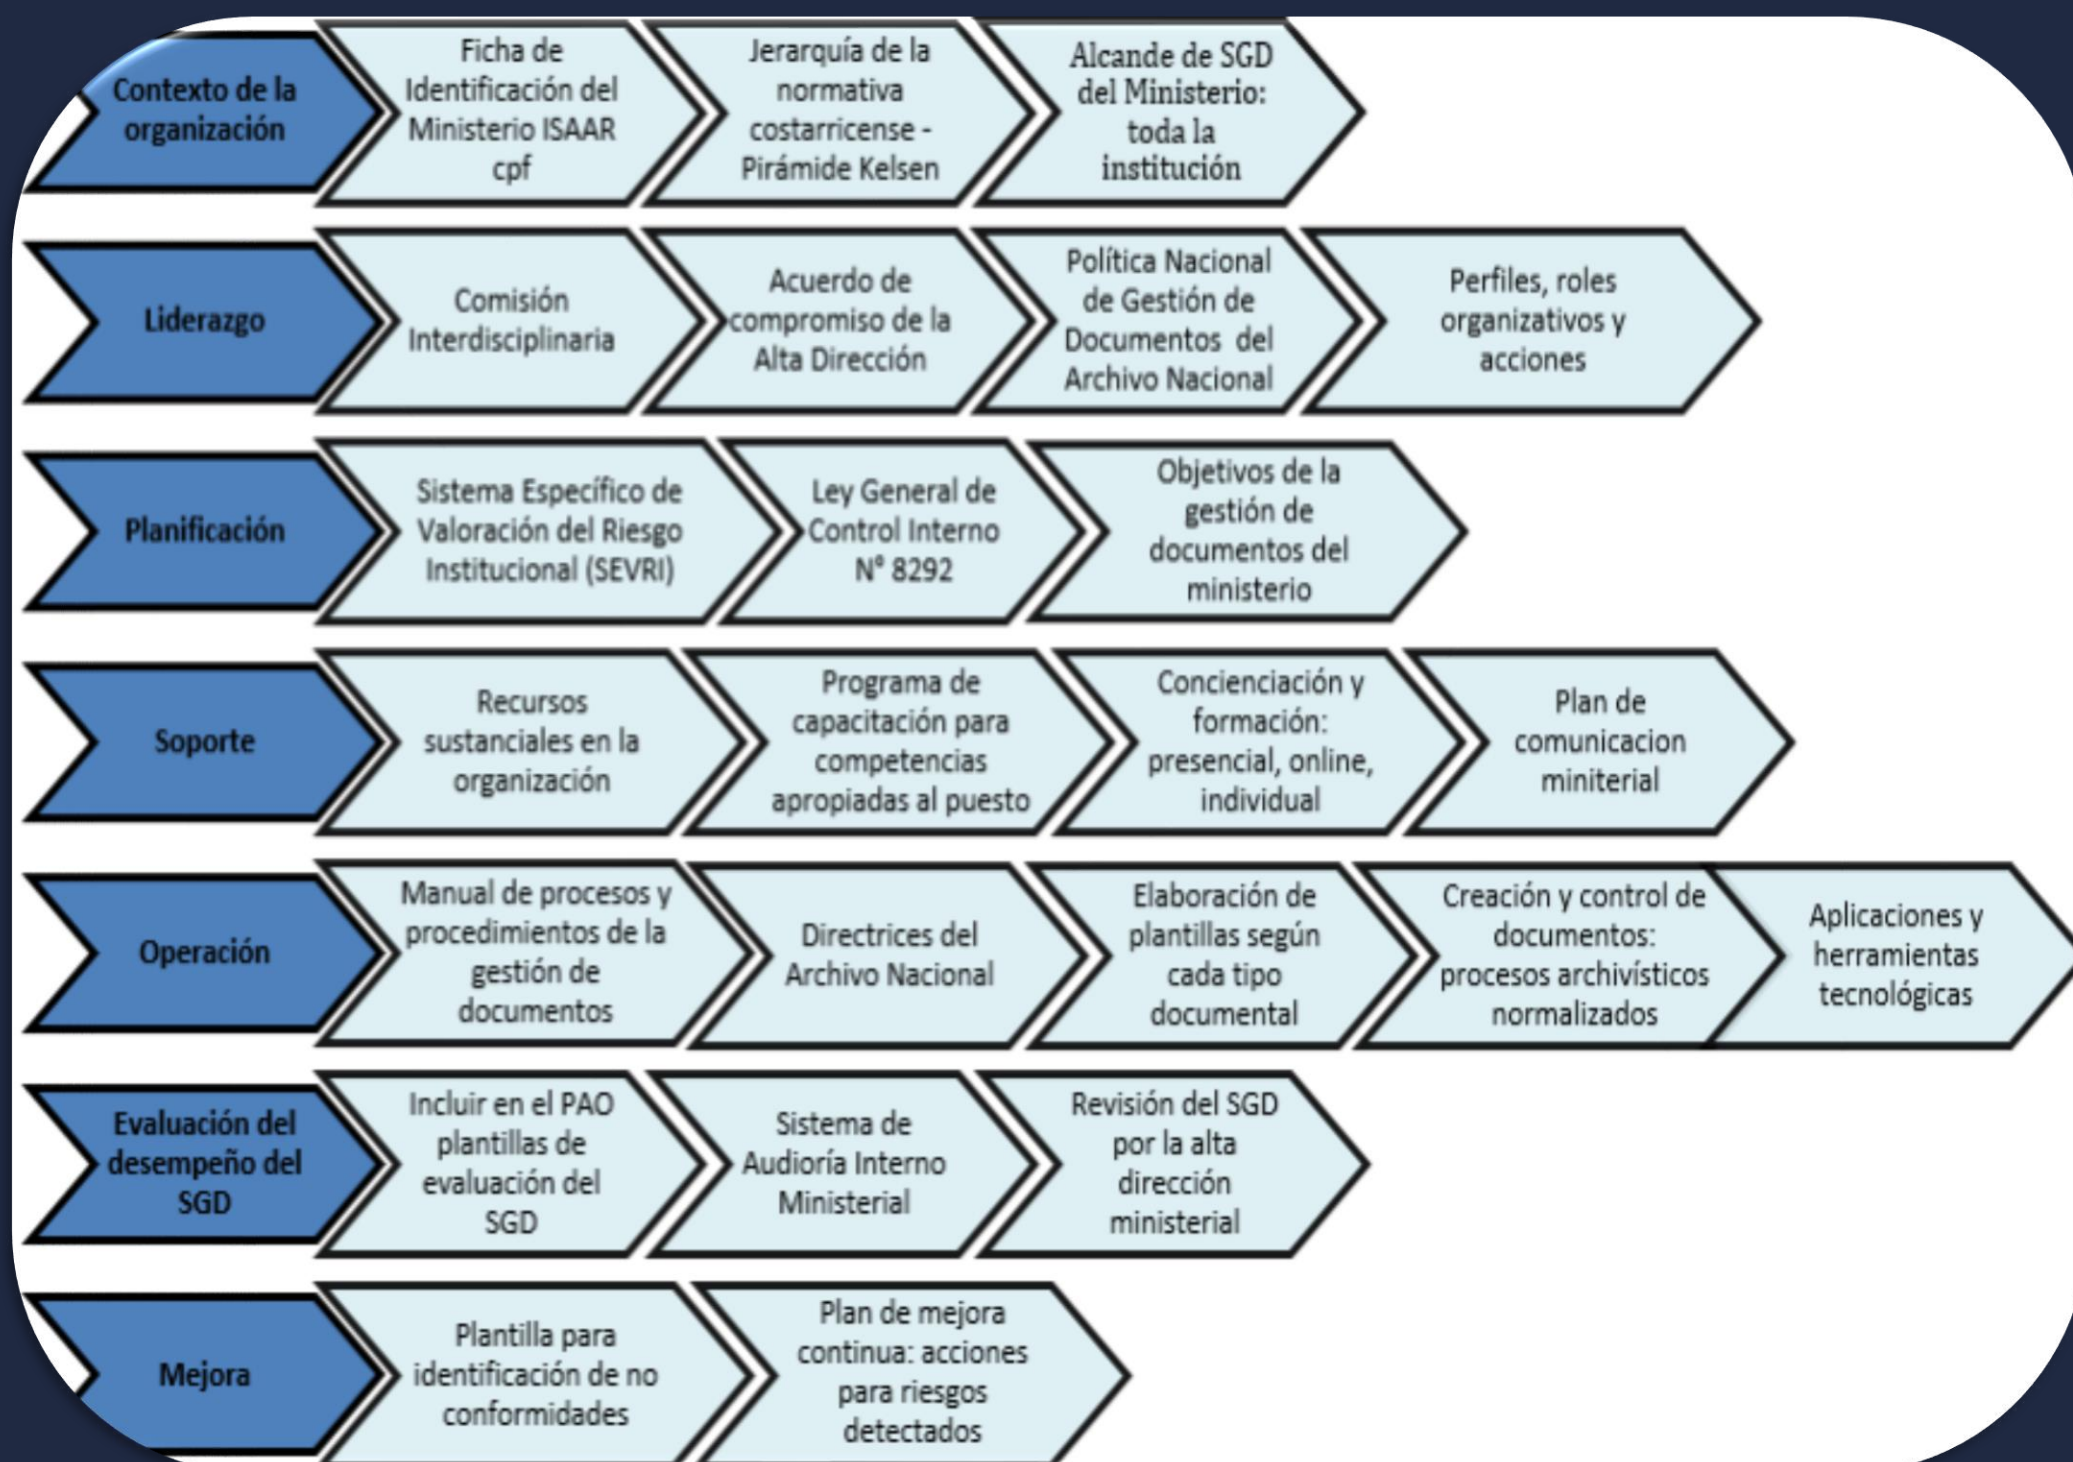 Contexto de la
organización
Ficha de
Identificación del
Ministerio ISAAR
cpf
Jerarquía de la
normativa
costarricense -
Pirámide Kelsen
Alcande de SGD
del Ministerio:
toda la
institución
Liderazgo
Comisión
Interdisciplinaria
Acuerdo de
compromiso de la
Alta Dirección
Política Nacional
de Gestión de
Documentos del
Archivo Nacional
Perfiles, roles
organizativos y
acciones
Planificación
Sistema Específico de
Valoración del Riesgo
Institucional (SEVRI)
Ley General de
Control Interno
N° 8292
Objetivos de la
gestión de
documentos del
ministerio
Soporte
Recursos
sustanciales en la
organización
Programa de
capacitación para
competencias
apropiadas al puesto
Concienciación y
formación:
presencial, online,
individual
Plan de
comunicacion
miniterial
Operación
Manual de procesos y
procedimientos de la
gestión de
documentos
Directrices del
Archivo Nacional
Elaboración de
plantillas según
cada tipo
documental
Creación y control de
documentos:
procesos archivísticos
normalizados
Aplicaciones y
herramientas
tecnológicas
Evaluación del
desempeño del
SGD
Incluir en el PAO
plantillas de
evaluación del
SGD
Sistema de
Audioría Interno
Ministerial
Revisión del SGD
por la alta
dirección
ministerial
Mejora
Plantilla para
identificación de no
conformidades
Plan de mejora
continua: acciones
para riesgos
detectados